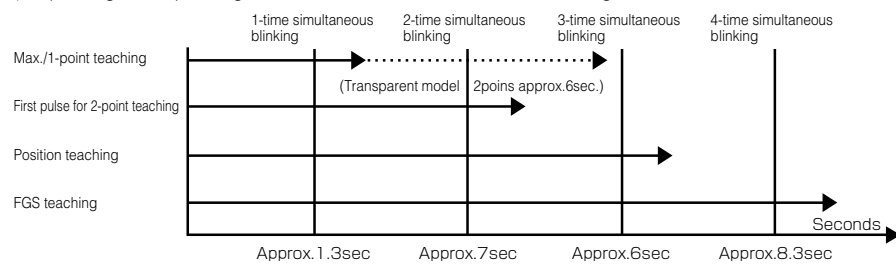 1-time simultaneous blinking
2-time simultaneous blinking
3-time simultaneous blinking
4-time simultaneous blinking
Max./1-point teaching
(Transparent model 2poins approx.6sec.)
First pulse for 2-point teaching
Position teaching
FGS teaching
Seconds
Approx.1.3sec
Approx.7sec
Approx.6sec
Approx.8.3sec